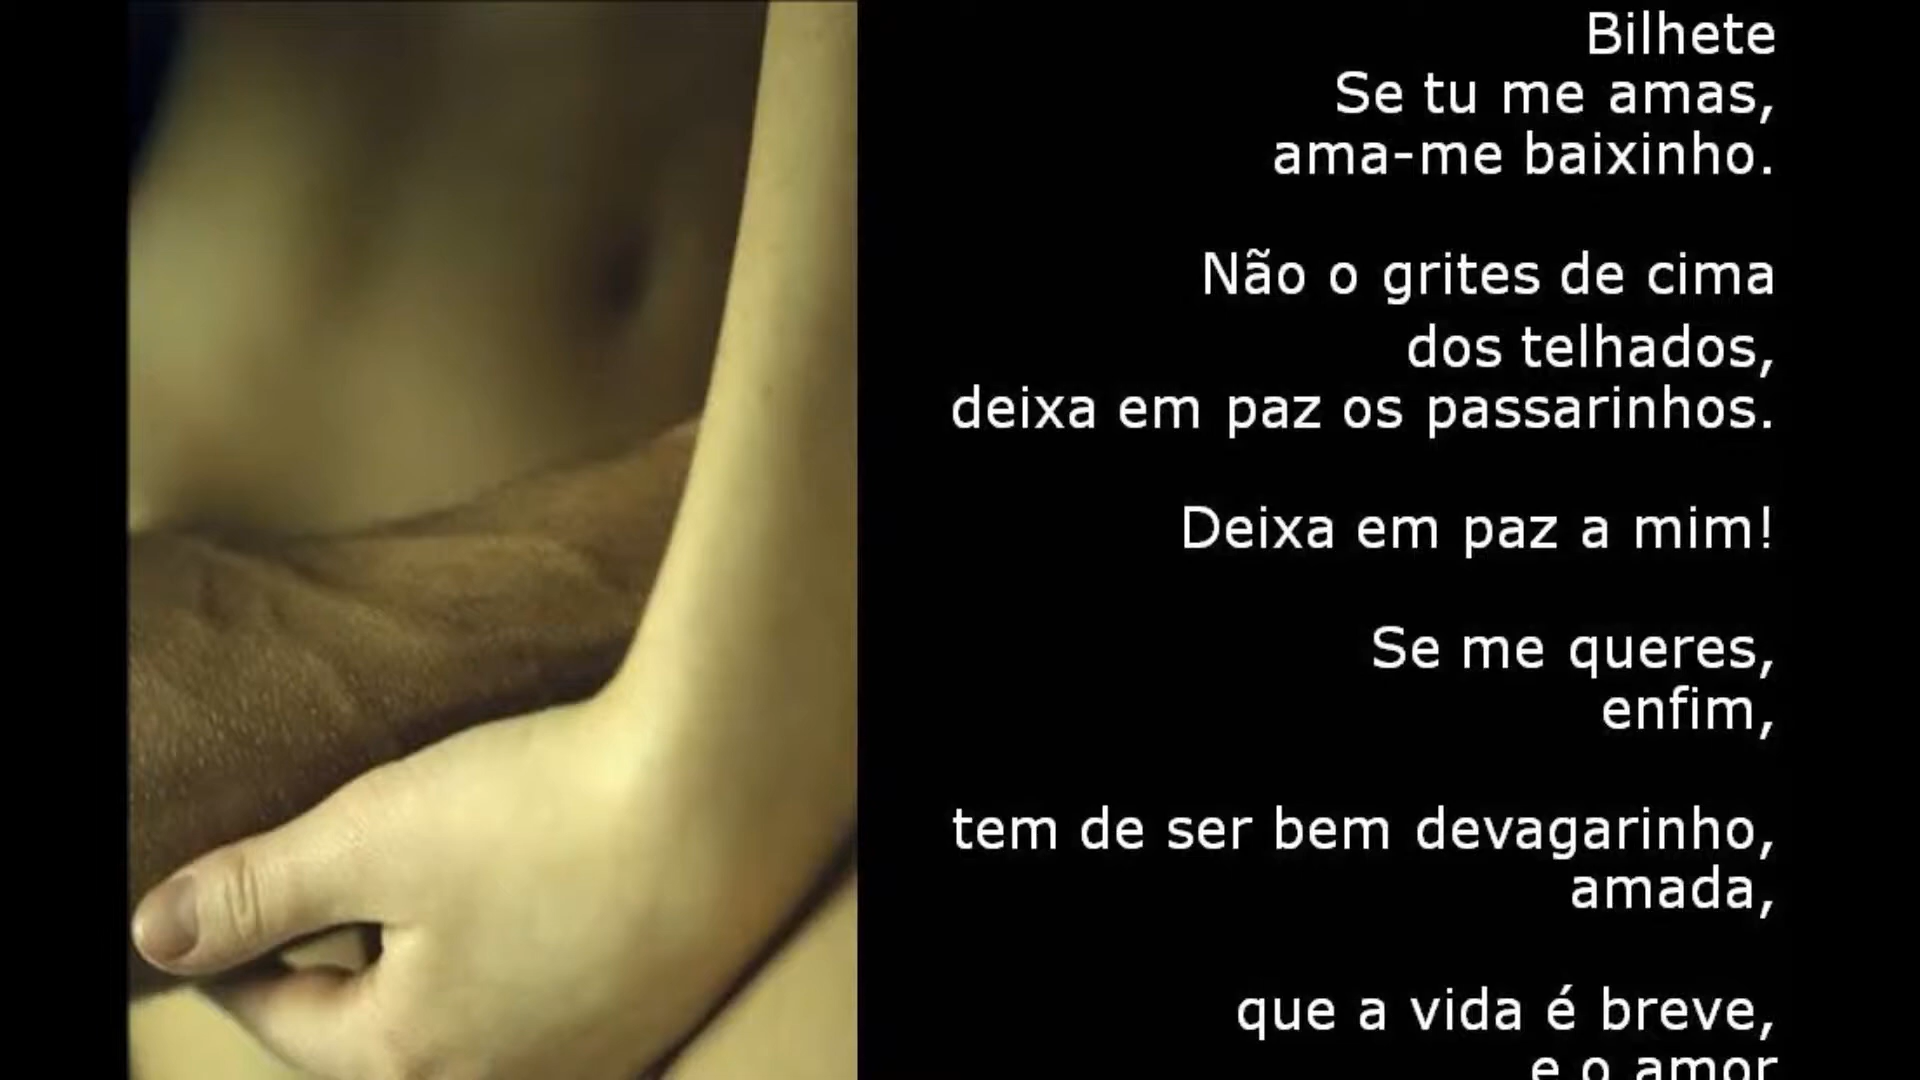 Bilhete
Se tu me amas,
ama-me baixinho.
Não o grites de cima
dos telhados,
deixa em paz os passarinhos.
Deixa em paz a mim!
Se me queres,
enfim,
tem de ser bem devagarinho,
amada,
que a vida é breve,
e o amor